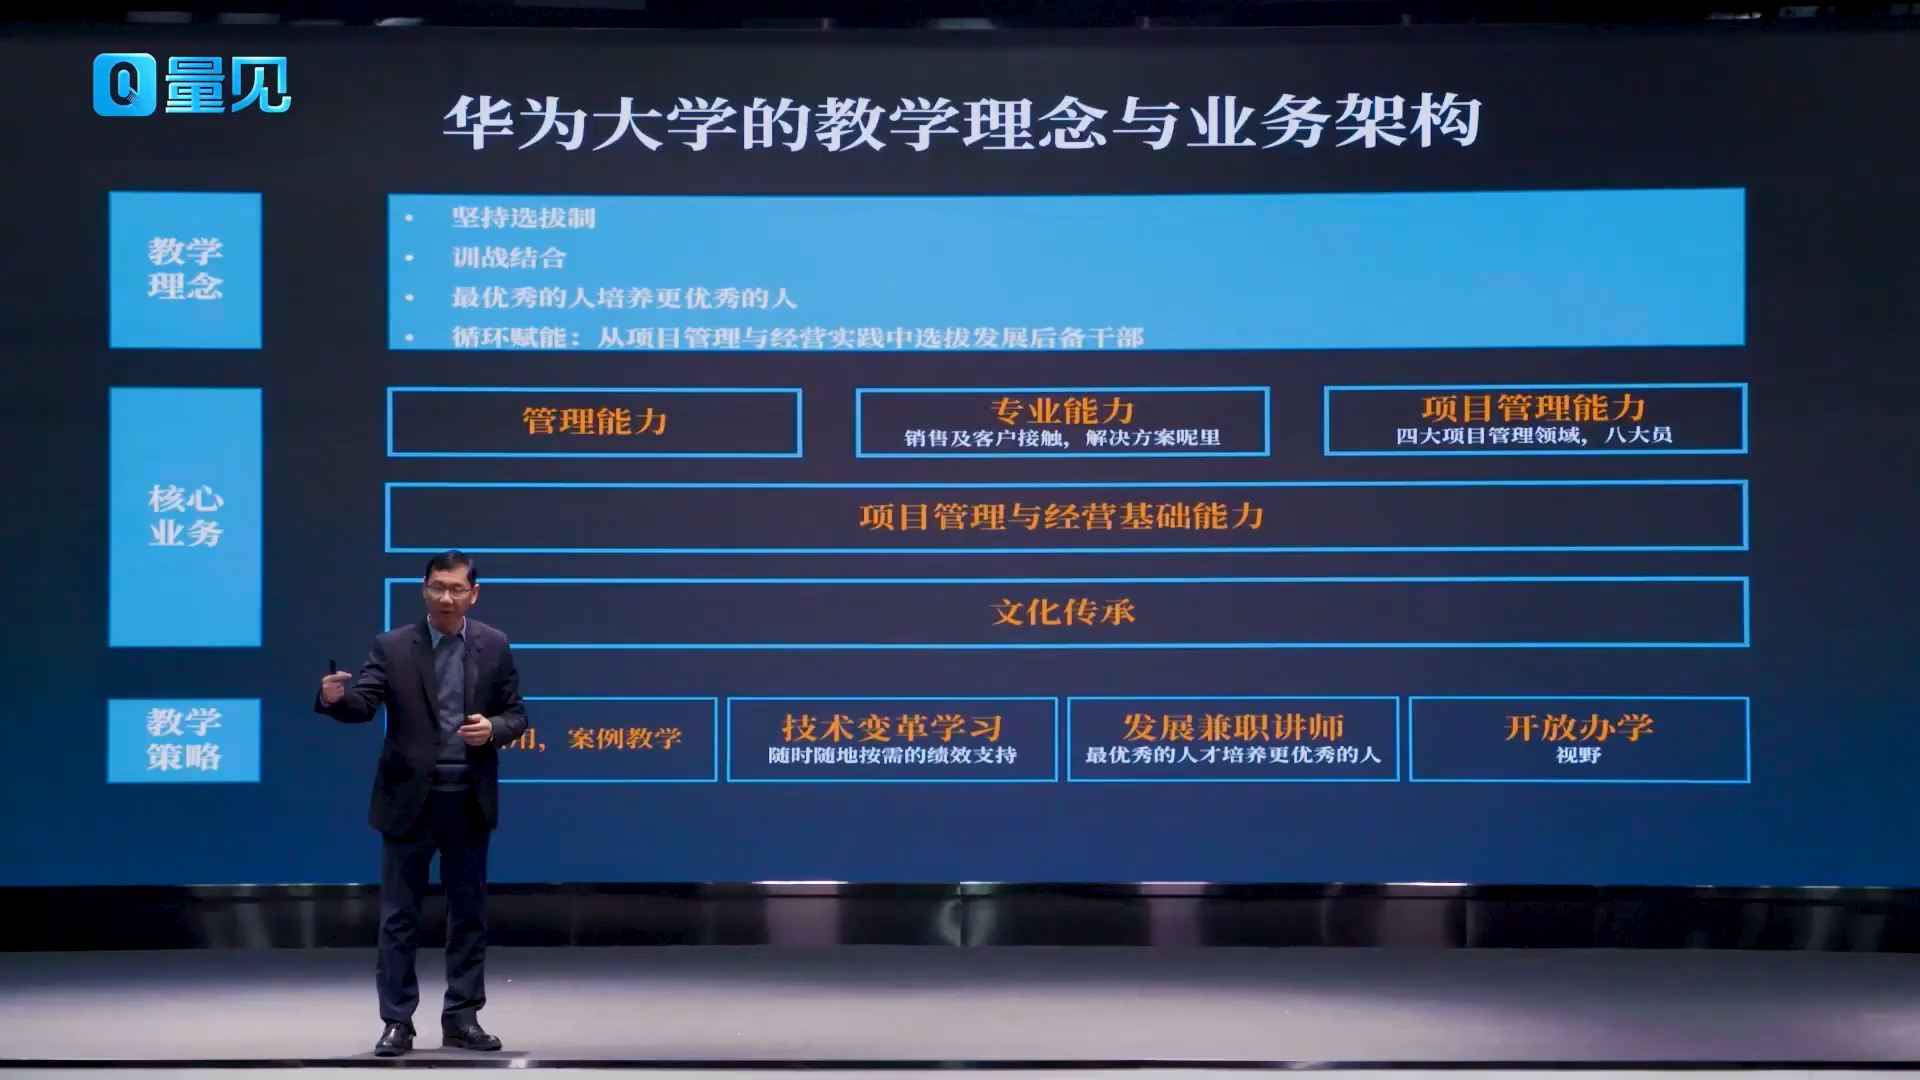 Q量见
华为大学的教学理念与业务架构
教学
理念
• 坚持选拔制
• 训战结合
• 最优秀的人培养更优秀的人
• 循环赋能：从项目管理与经营实践中选拔发展后备干部
核心
业务
管理能力
专业能力
销售及客户接触，解决方案呢里
项目管理能力
四大项目管理领域，八大员
项目管理与经营基础能力
文化传承
教学
策略
用，案例教学
技术变革学习
随时随地按需的绩效支持
发展兼职讲师
最优秀的人才培养更优秀的人
开放办学
视野